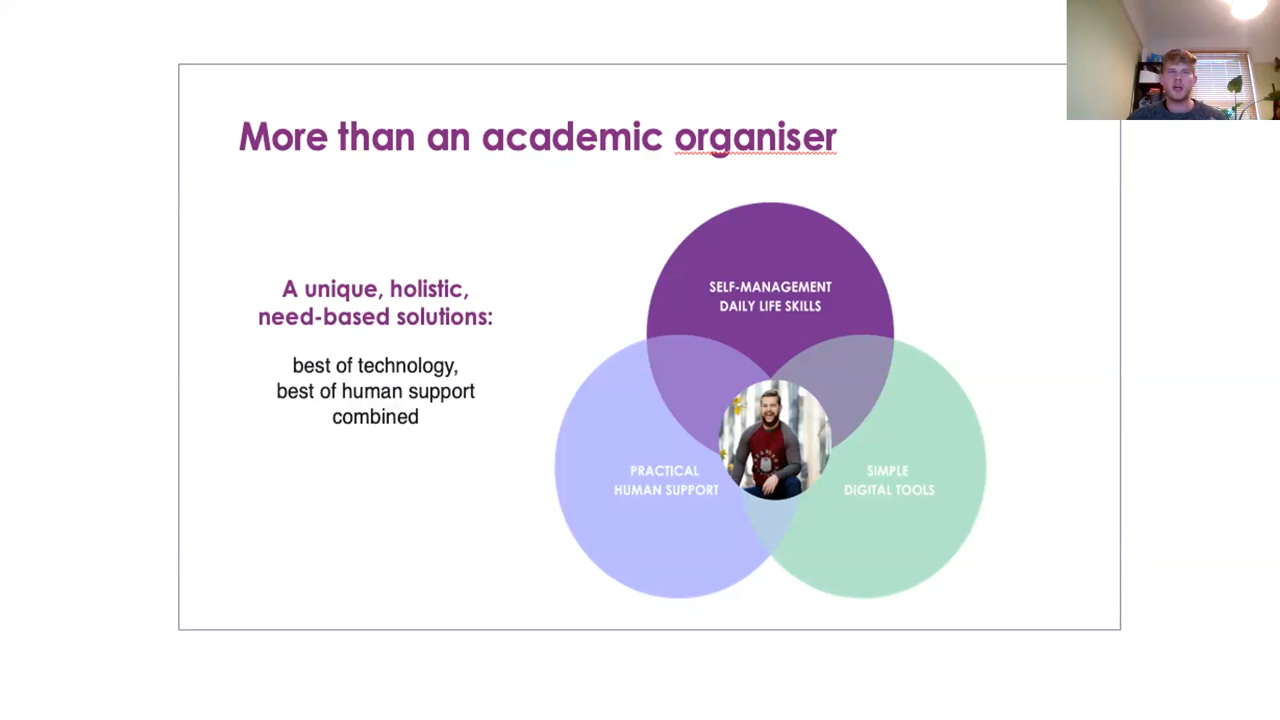 More than an academic organiser
A unique, holistic,
need-based solutions:
best of technology,
best of human support
combined
SELF-MANAGEMENT
DAILY LIFE SKILLS
PRACTICAL
HUMAN SUPPORT
SIMPLE
DIGITAL TOOLS